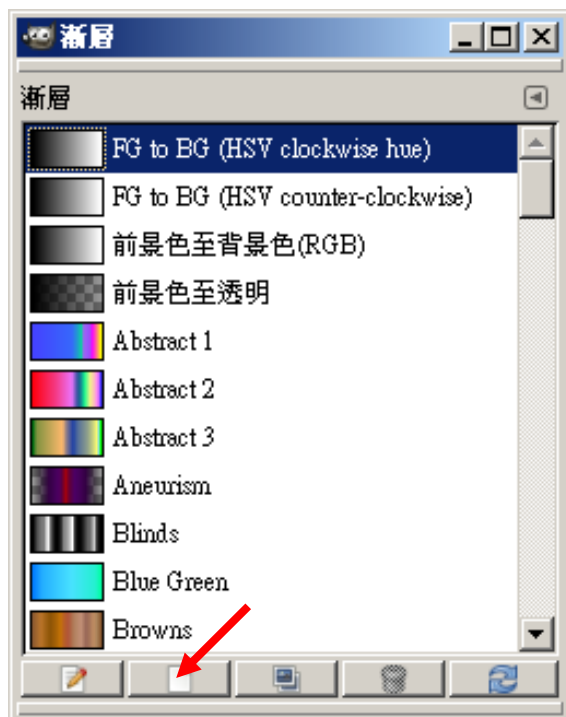 漸層
漸層
FG to BG (HSV clockwise hue)
FG to BG (HSV counter-clockwise)
前景色至背景色(RGB)
前景色至透明
Abstract 1
Abstract 2
Abstract 3
Aneurism
Blinds
Blue Green
Browns